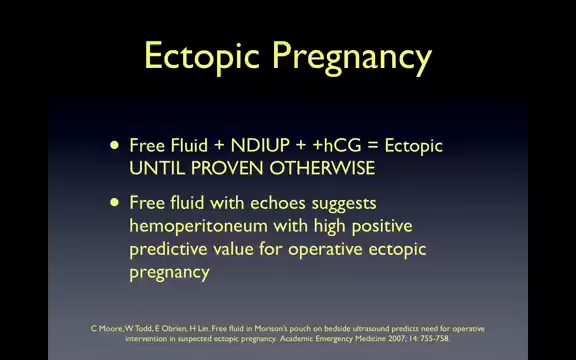 Ectopic Pregnancy
• Free Fluid + NDIUP + +hCG = Ectopic
UNTIL PROVEN OTHERWISE
• Free fluid with echoes suggests
hemoperitoneum with high positive
predictive value for operative ectopic
pregnancy
C Moore, W Todd, E Obrien, H Lin, Free fluid in Morison's pouch on bedside ultrasound predicts need for operative
intervention in suspected ectopic pregnancy. Academic Emergency Medicine 2007; 14: 755-758.